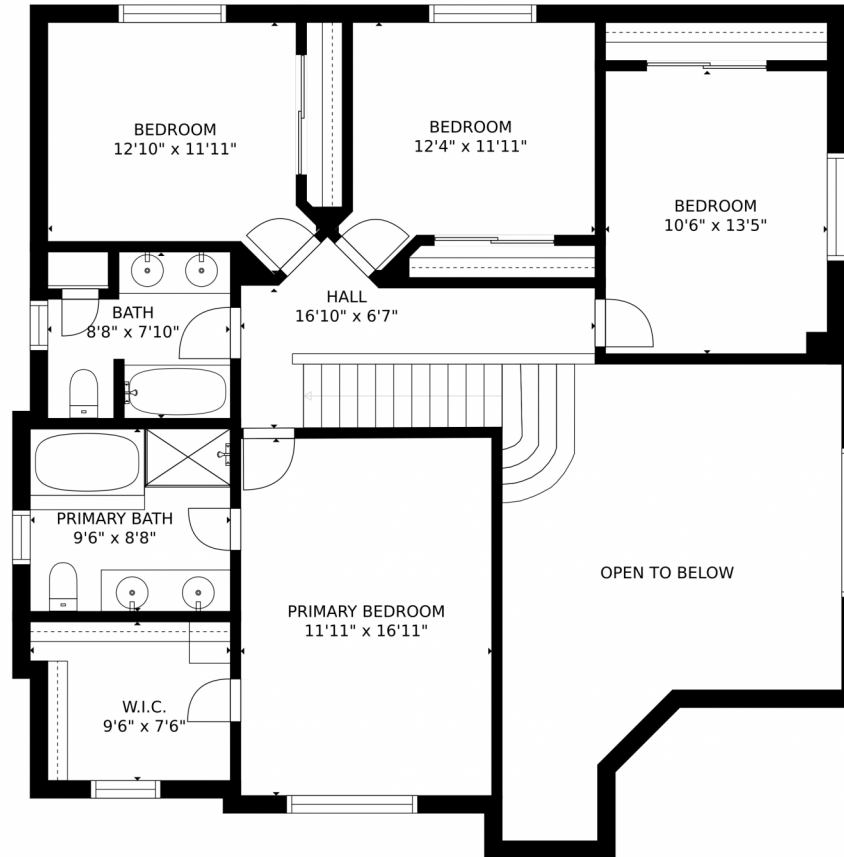 BEDROOM
12'10" x 11'11"
BEDROOM
12'4" x 11'11"
BEDROOM
10'6" x 13'5"
HALL
16'10" x 6'7"
BATH
8'8" x 7'10"
PRIMARY BATH
9'6" x 8'8"
OPEN TO BELOW
PRIMARY BEDROOM
11'11" x 16'11"
W.I.C.
9'6" x 7'6"